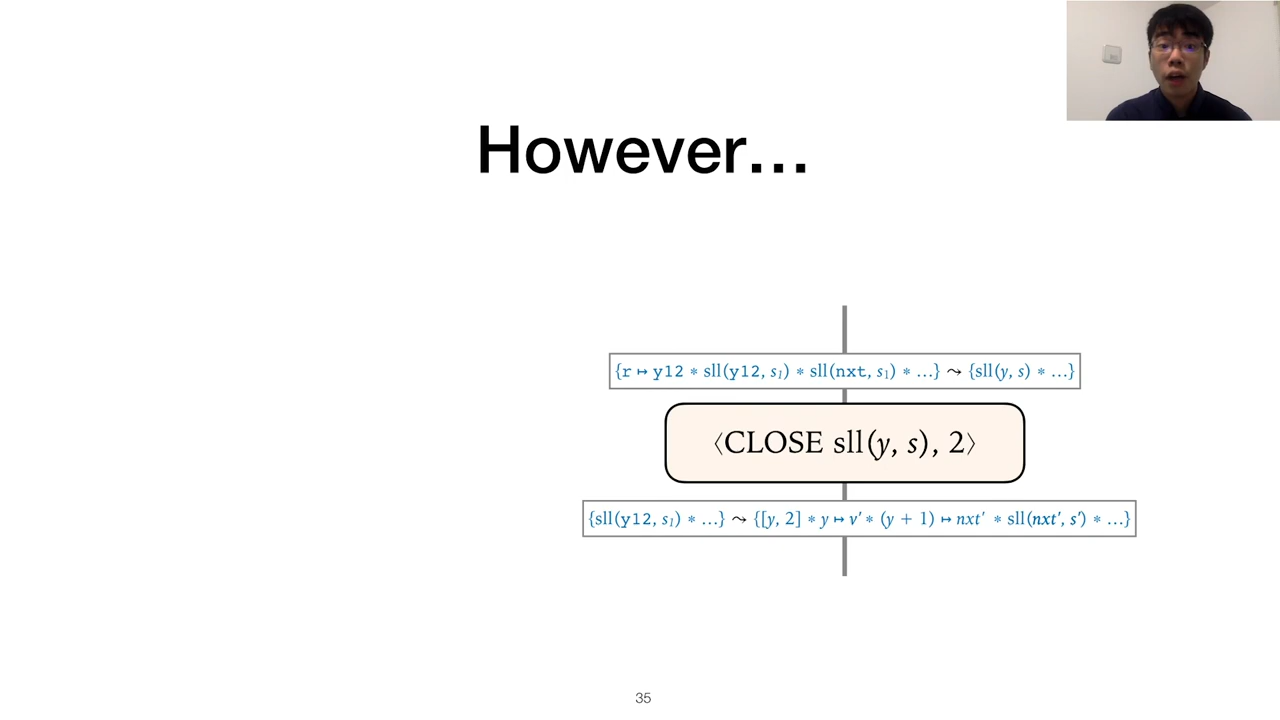 However…
{r ↦ y12 * sll(y12, s₁) * sll(nxt, s₁) * …} ⤳ {sll(y, s) * …}
⟨CLOSE sll(y, s), 2⟩
{sll(y12, s₁) * …} ⤳ {[y, 2] * y ↦ v′ * (y + 1) ↦ nxt′ * sll(nxt′, s′) * …}
35